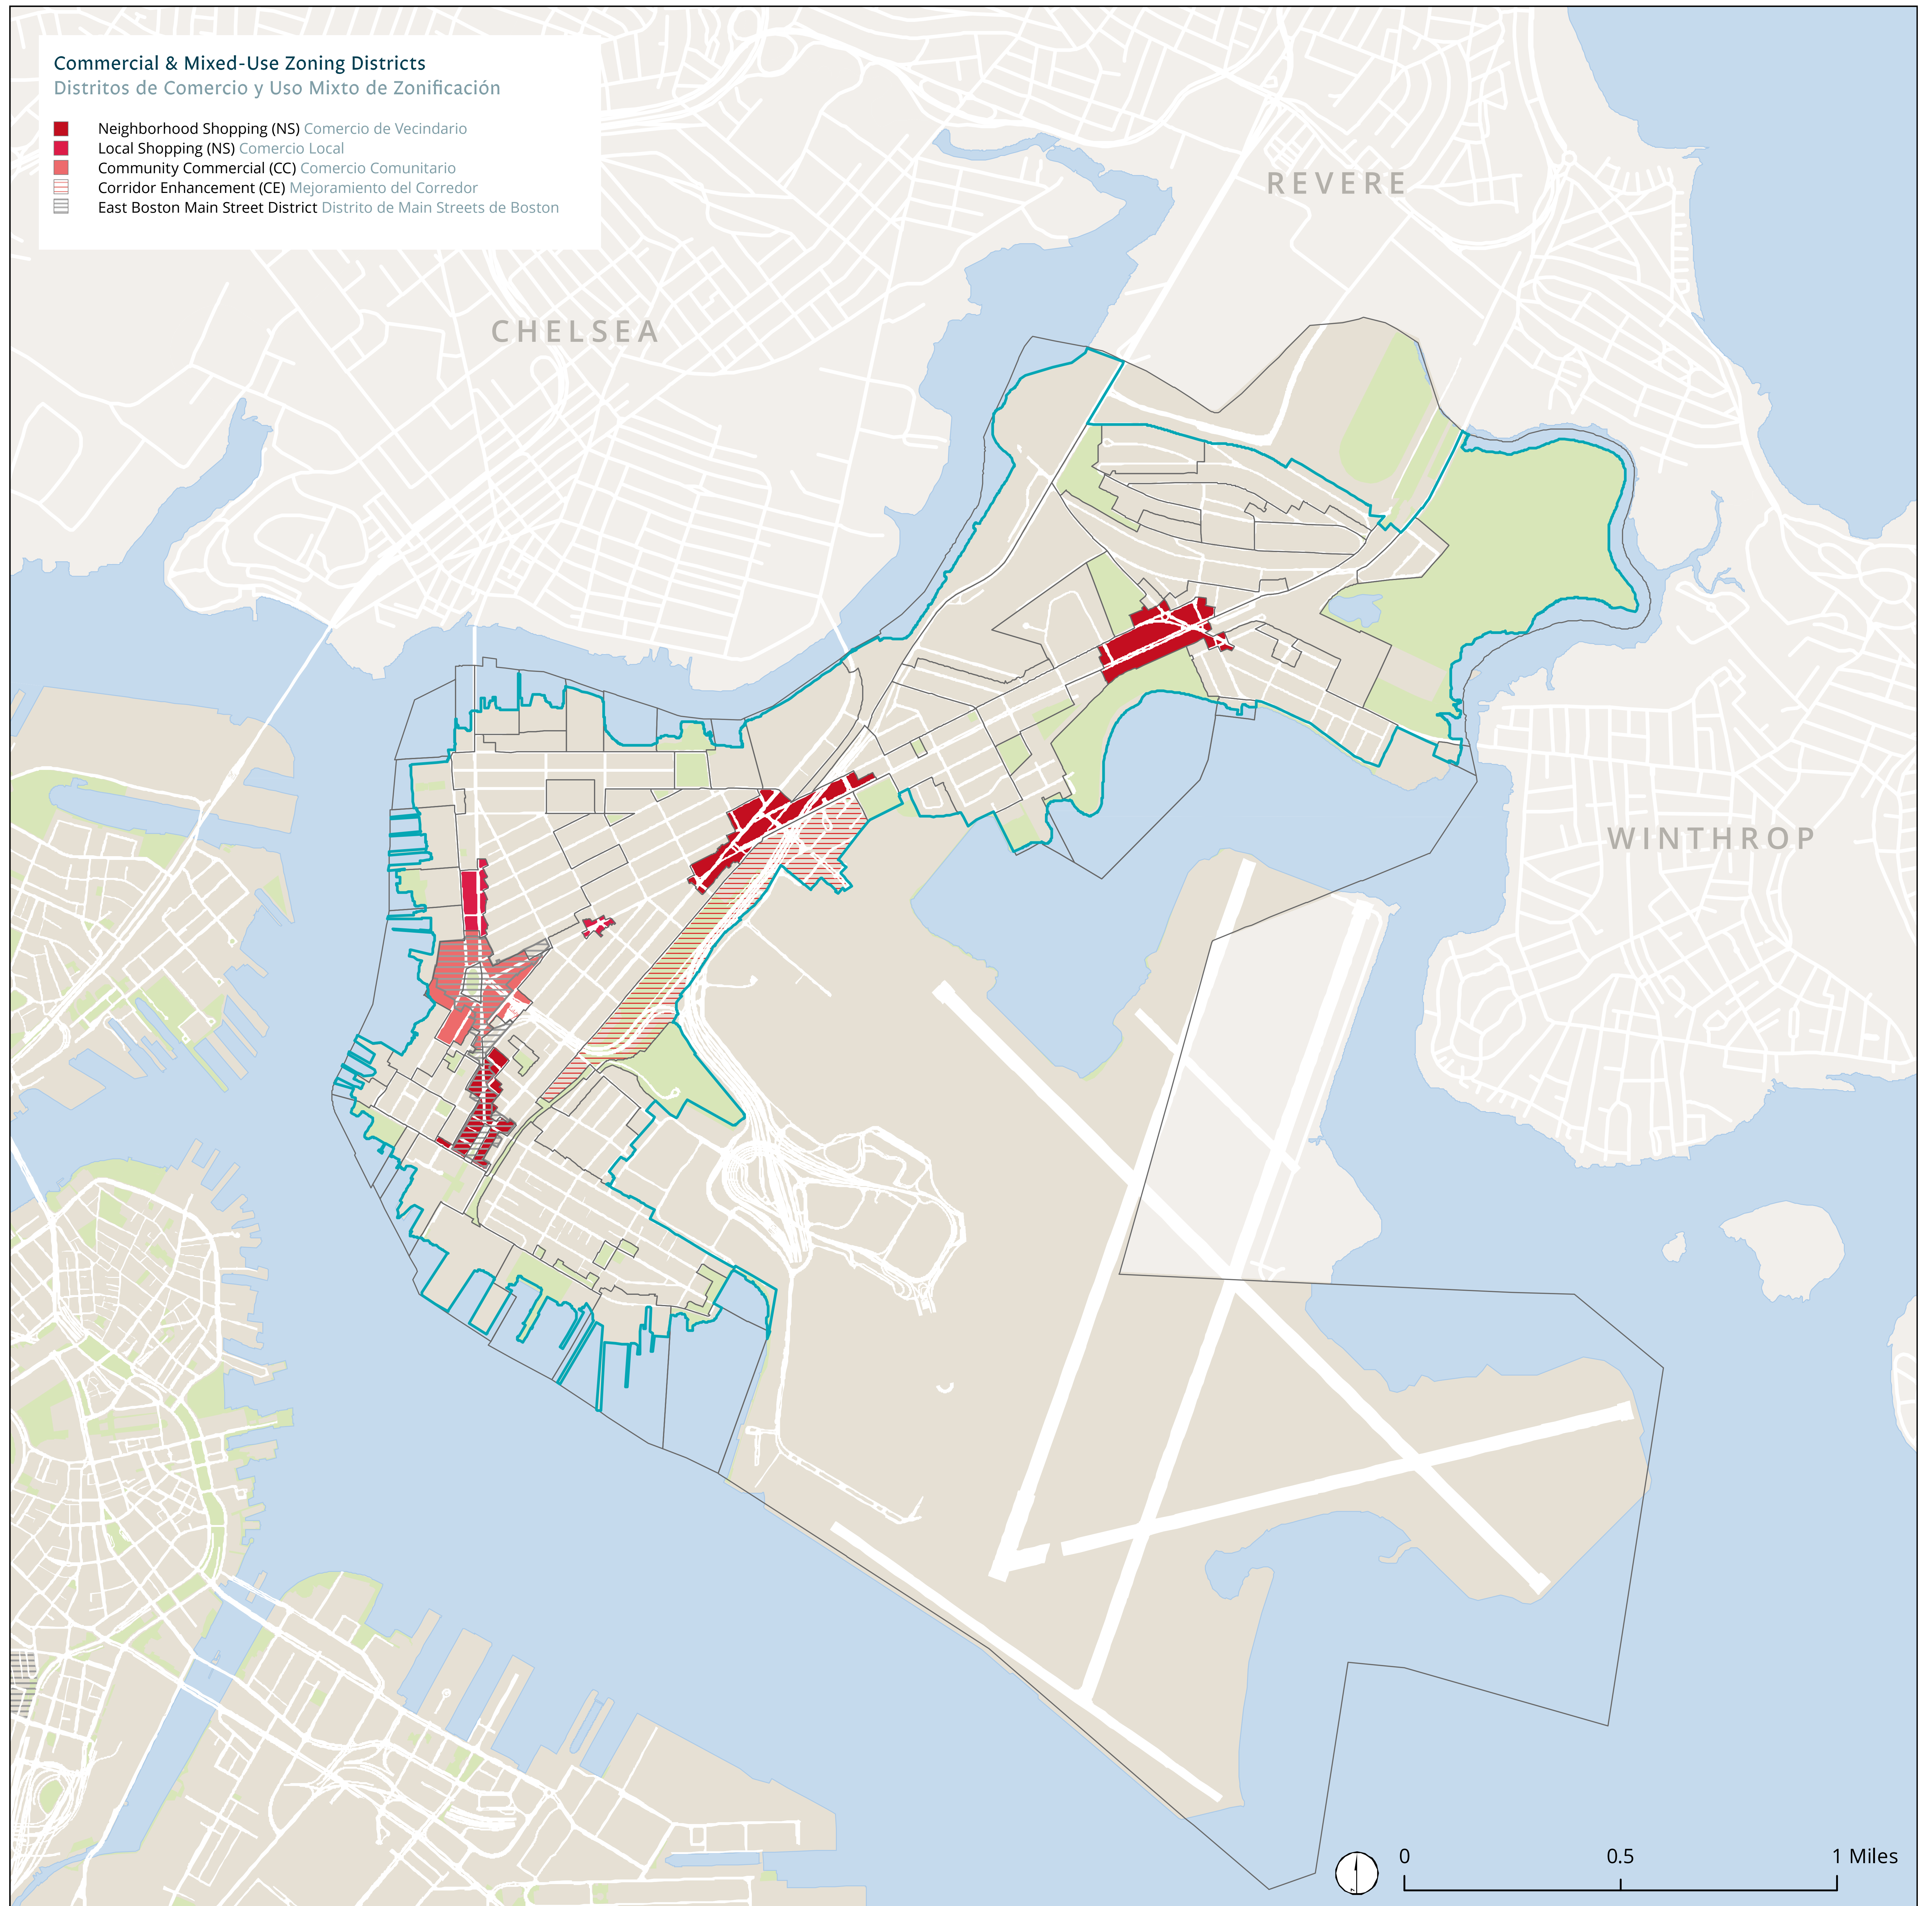 Commercial & Mixed-Use Zoning Districts
Distritos de Comercio y Uso Mixto de Zonificación
Neighborhood Shopping (NS) Comercio de Vecindario
Local Shopping (NS) Comercio Local
Community Commercial (CC) Comercio Comunitario
Corridor Enhancement (CE) Mejoramiento del Corredor
East Boston Main Street District Distrito de Main Streets de Boston
REVERE
CHELSEA
WINTHROP
0 0.5 1 Miles